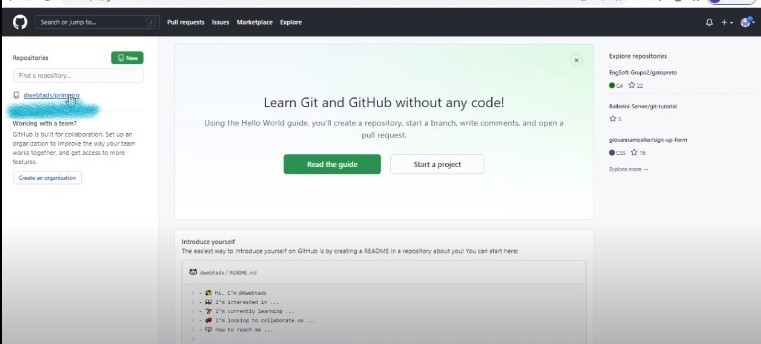 Search or jump to...
/
Pull requests Issues Marketplace Explore
Repositories
New
Find a repository...
dwebtads/primeiro
Working with a team?
GitHub is built for collaboration. Set up an
organization to improve the way your team
works together, and get access to more
features.
Create an organization
Learn Git and GitHub without any code!
Using the Hello World guide, you'll create a repository, start a branch, write comments, and open a
pull request.
Read the guide
Start a project
Introduce yourself
The easiest way to introduce yourself on GitHub is by creating a README in a repository about you! You can start here:
dwebtads / README.md
1 - Hi, I'm @dwebtads
2 - I'm interested in ...
3 - I'm currently learning ...
4 - I'm looking to collaborate on ...
5 - How to reach me ...
Explore repositories
EngSoft-Grupo2/gatopreto
C# 22
Ballerini-Server/git-tutorial
5
CSS
Explore more →